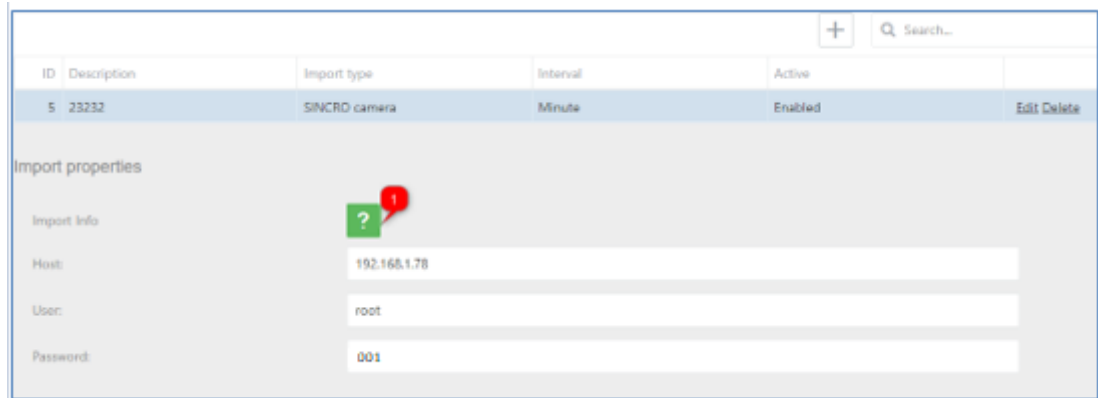 Search...
ID Description Import type Interval Active
5 23232 SINCRO camera Minute Enabled Edit Delete
Import properties
1
Import Info ?
Host: 192.168.1.78
User: root
Password: 001